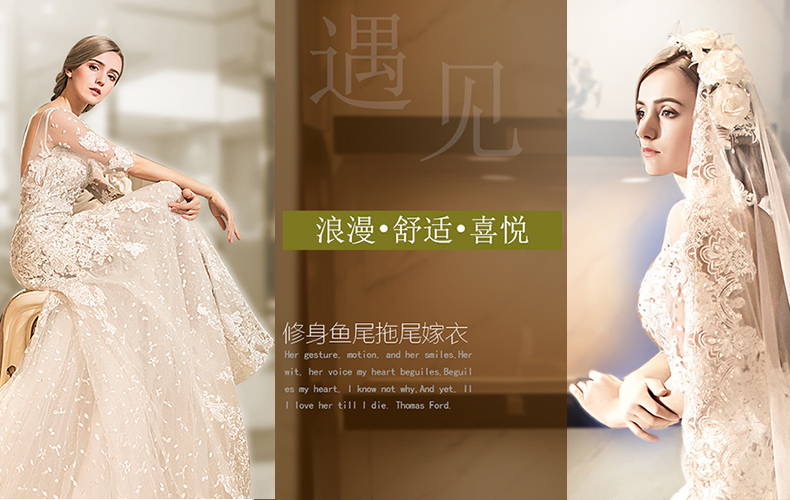 遇见
浪漫•舒适•喜悦
修身鱼尾拖尾嫁衣
Her gesture, motion, and her smiles,Her
wit, her voice my heart beguiles,Beguil
es my heart, I know not why,And yet, ll
l love her till l die. Thomas Ford.